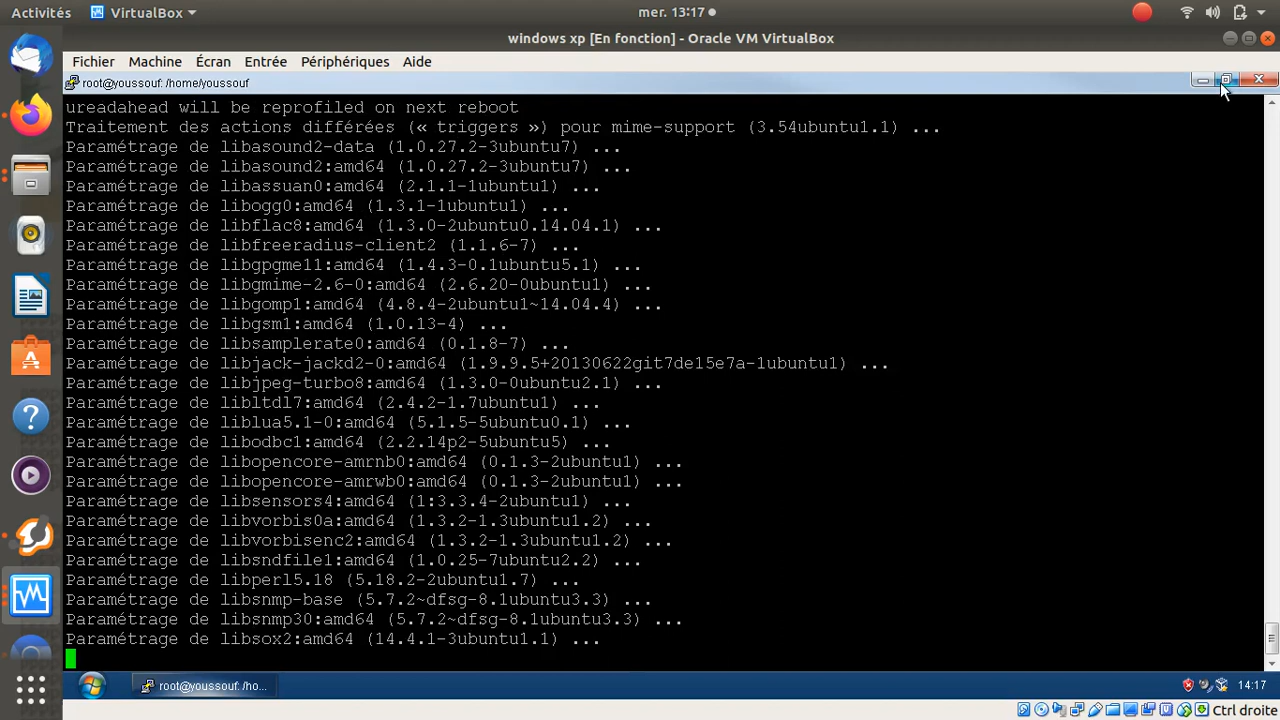 Activités VirtualBox mer. 13:17
windows xp [En fonction] - Oracle VM VirtualBox
Fichier Machine Écran Entrée Périphériques Aide
root@youssouf: /home/youssouf
ureadahead will be reprofiled on next reboot
Traitement des actions différées (« triggers ») pour mime-support (3.54ubuntu1.1) ...
Paramétrage de libasound2-data (1.0.27.2-3ubuntu7) ...
Paramétrage de libasound2:amd64 (1.0.27.2-3ubuntu7) ...
Paramétrage de libassuan0:amd64 (2.1.1-1ubuntu1) ...
Paramétrage de libogg0:amd64 (1.3.1-1ubuntu1) ...
Paramétrage de libflac8:amd64 (1.3.0-2ubuntu0.14.04.1) ...
Paramétrage de libfreeradius-client2 (1.1.6-7) ...
Paramétrage de libgpgme11:amd64 (1.4.3-0.1ubuntu5.1) ...
Paramétrage de libgmime-2.6-0:amd64 (2.6.20-0ubuntu1) ...
Paramétrage de libgomp1:amd64 (4.8.4-2ubuntu1~14.04.4) ...
Paramétrage de libgsm1:amd64 (1.0.13-4) ...
Paramétrage de libsamplerate0:amd64 (0.1.8-7) ...
Paramétrage de libjack-jackd2-0:amd64 (1.9.9.5+20130622git7de15e7a-1ubuntu1) ...
Paramétrage de libjpeg-turbo8:amd64 (1.3.0-0ubuntu2.1) ...
Paramétrage de libltdl7:amd64 (2.4.2-1.7ubuntu1) ...
Paramétrage de liblua5.1-0:amd64 (5.1.5-5ubuntu0.1) ...
Paramétrage de libodbc1:amd64 (2.2.14p2-5ubuntu5) ...
Paramétrage de libopencore-amrnb0:amd64 (0.1.3-2ubuntu1) ...
Paramétrage de libopencore-amrwb0:amd64 (0.1.3-2ubuntu1) ...
Paramétrage de libsensors4:amd64 (1:3.3.4-2ubuntu1) ...
Paramétrage de libvorbis0a:amd64 (1.3.2-1.3ubuntu1.2) ...
Paramétrage de libvorbisenc2:amd64 (1.3.2-1.3ubuntu1.2) ...
Paramétrage de libsndfile1:amd64 (1.0.25-7ubuntu2.2) ...
Paramétrage de libperl5.18 (5.18.2-2ubuntu1.7) ...
Paramétrage de libsnmp-base (5.7.2~dfsg-8.1ubuntu3.3) ...
Paramétrage de libsnmp30:amd64 (5.7.2~dfsg-8.1ubuntu3.3) ...
Paramétrage de libsox2:amd64 (14.4.1-3ubuntu1.1) ...
root@youssouf: /ho... 14:17
Ctrl droite